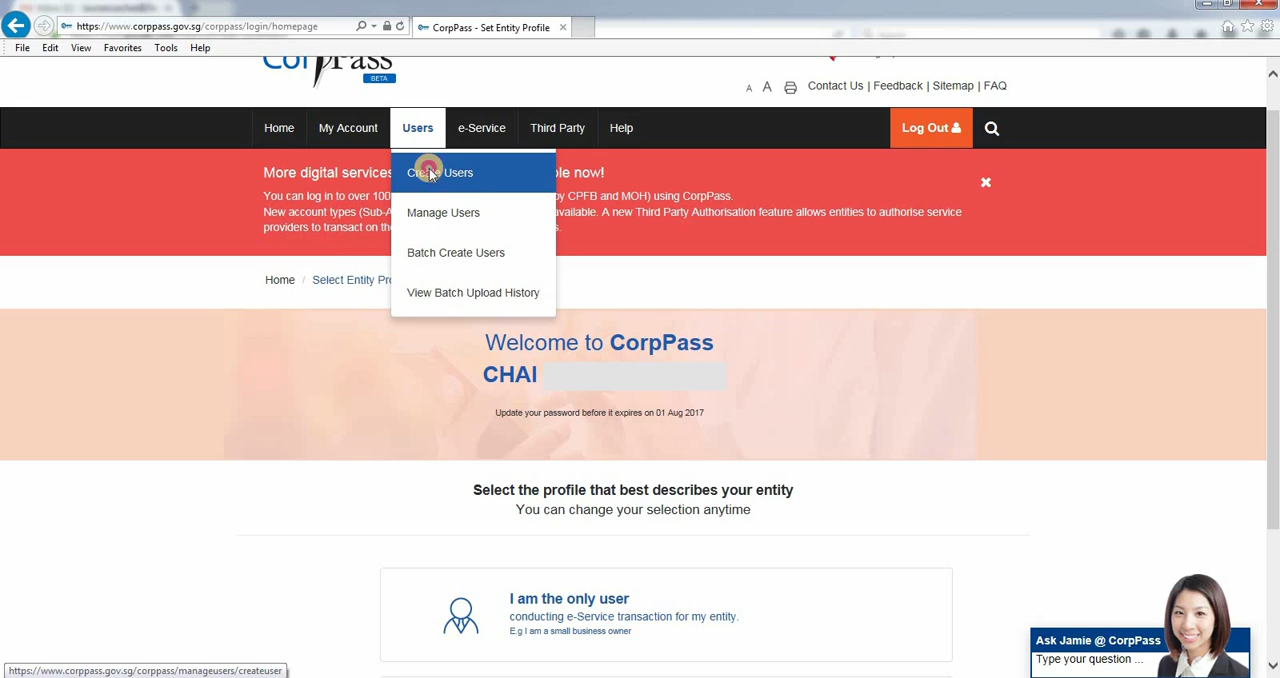 https://www.corppass.gov.sg/corppass/login/homepage
CorpPass - Set Entity Profile
File Edit View Favorites Tools Help
CorpPass
BETA
A A Contact Us | Feedback | Sitemap | FAQ
Home My Account Users e-Service Third Party Help Log Out
Create Users
Manage Users
Batch Create Users
View Batch Upload History
More digital services ble now!
You can log in to over 100 by CPFB and MOH) using CorpPass.
New account types (Sub-A vailable. A new Third Party Authorisation feature allows entities to authorise service
providers to transact on the s.
Home / Select Entity Pro
Welcome to CorpPass
CHAI
Update your password before it expires on 01 Aug 2017
Select the profile that best describes your entity
You can change your selection anytime
I am the only user
conducting e-Service transaction for my entity.
E.g I am a small business owner
Ask Jamie @ CorpPass
Type your question ...
https://www.corppass.gov.sg/corppass/manageusers/createuser